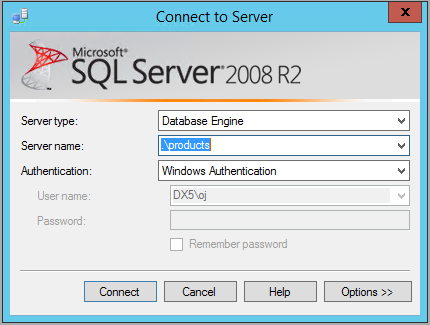 Connect to Server
x
Microsoft®
SQL Server® 2008 R2
Server type:
Database Engine
Server name:
.\products
Authentication:
Windows Authentication
User name:
DX5\oj
Password:
Remember password
Connect
Cancel
Help
Options >>